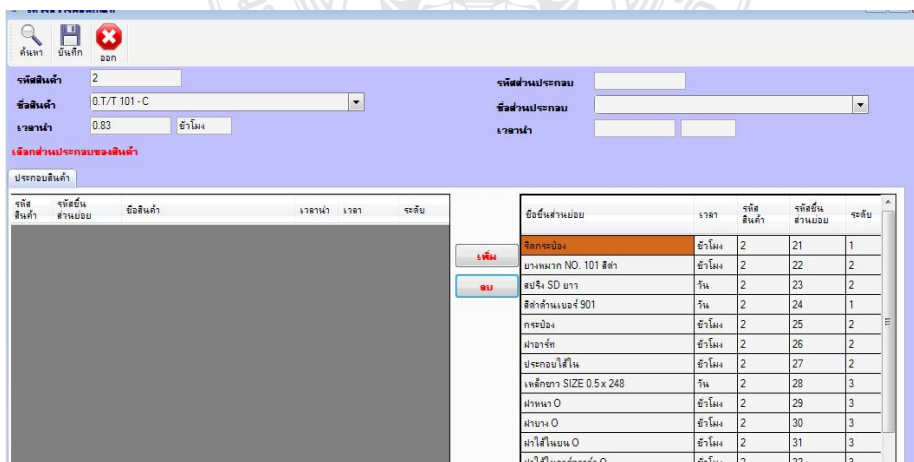 ค้นหา บันทึก ออก
รหัสสินค้า 2 รหัสส่วนประกอบ
ชื่อสินค้า 0.T/T 101 - C ชื่อส่วนประกอบ
เวลานำ 0.83 ชั่วโมง เวลานำ
เลือกส่วนประกอบของสินค้า
ประกอบสินค้า
รหัสสินค้า รหัสชิ้นส่วนย่อย ชื่อสินค้า เวลานำ เวลา ระดับ
เพิ่ม
ลบ
ชื่อชิ้นส่วนย่อย เวลา รหัสสินค้า รหัสชิ้นส่วนย่อย ระดับ
รีดกระป๋อง ชั่วโมง 2 21 1
ยางหมวก NO. 101 สีดำ ชั่วโมง 2 22 2
สปริง SD ยาว วัน 2 23 2
สีดำด้านเบอร์ 901 วัน 2 24 1
กระป๋อง ชั่วโมง 2 25 2
ฝาอาร์ท ชั่วโมง 2 26 2
ประกอบไส้ใน ชั่วโมง 2 27 2
เหล็กยาว SIZE 0.5 x 248 วัน 2 28 3
ฝาหนา O ชั่วโมง 2 29 3
ฝาบาง O ชั่วโมง 2 30 3
ฝาไส้ในบน O ชั่วโมง 2 31 3